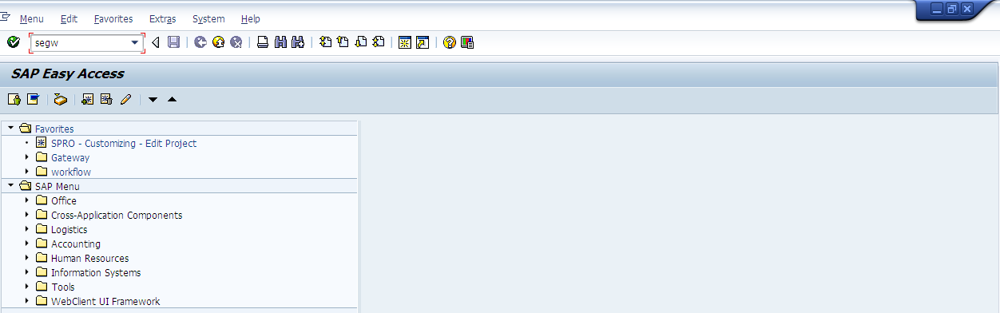 Menu Edit Favorites Extras System Help
segw
SAP Easy Access
Favorites
SPRO - Customizing - Edit Project
Gateway
workflow
SAP Menu
Office
Cross-Application Components
Logistics
Accounting
Human Resources
Information Systems
Tools
WebClient UI Framework